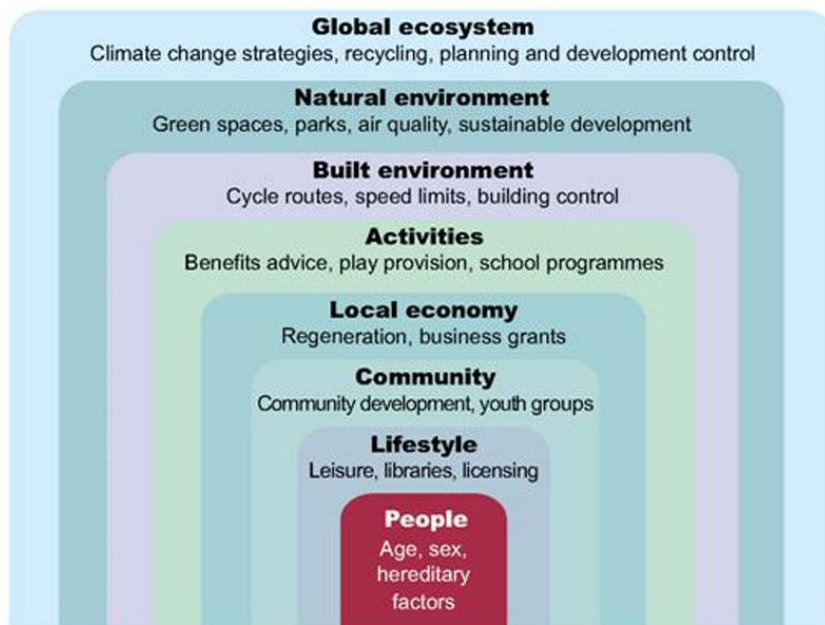 Global ecosystem
Climate change strategies, recycling, planning and development control
Natural environment
Green spaces, parks, air quality, sustainable development
Built environment
Cycle routes, speed limits, building control
Activities
Benefits advice, play provision, school programmes
Local economy
Regeneration, business grants
Community
Community development, youth groups
Lifestyle
Leisure, libraries, licensing
People
Age, sex,
hereditary
factors